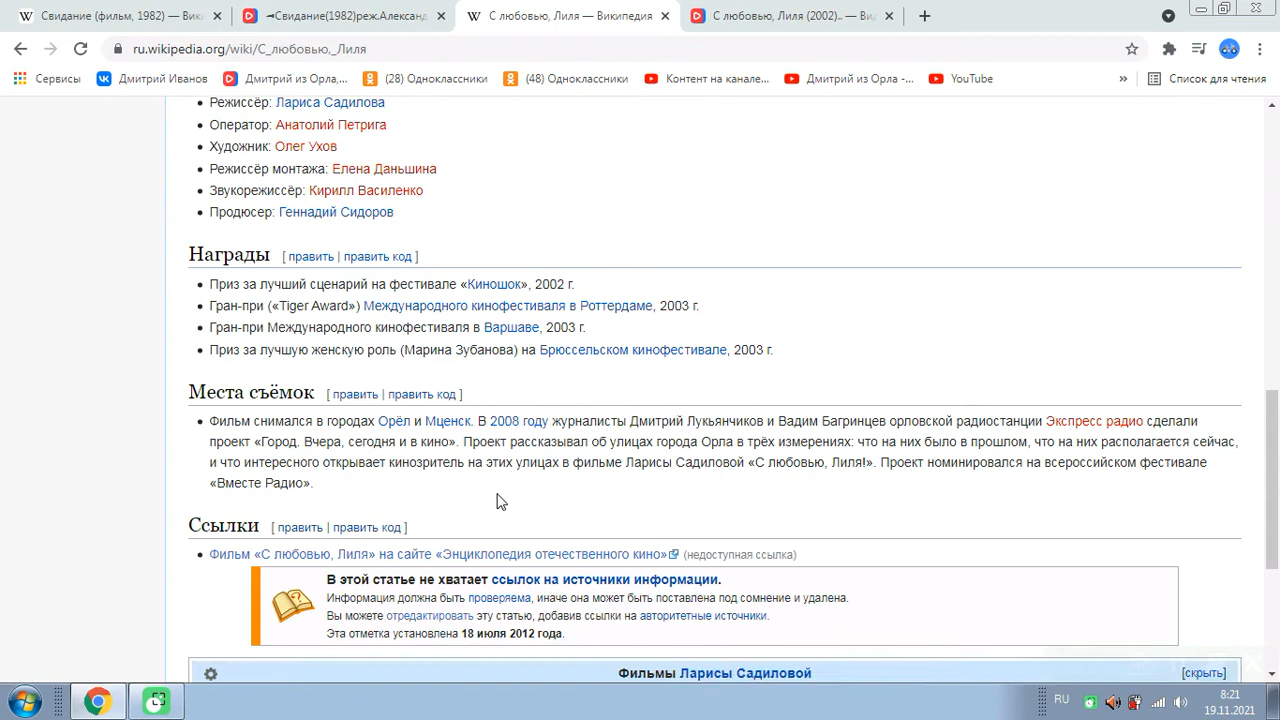 Свидание (фильм, 1982) — Вики
◄Свидание(1982)реж.Александ
С любовью, Лиля — Википедия
С любовью, Лиля (2002).. — Ви
ru.wikipedia.org/wiki/С_любовью,_Лиля
Сервисы
Дмитрий Иванов
Дмитрий из Орла,...
(28) Одноклассники
(48) Одноклассники
Контент на канале...
Дмитрий из Орла -...
YouTube
»
Список для чтения
• Режиссёр: Лариса Садилова
• Оператор: Анатолий Петрига
• Художник: Олег Ухов
• Режиссёр монтажа: Елена Даньшина
• Звукорежиссёр: Кирилл Василенко
• Продюсер: Геннадий Сидоров
Награды [ править | править код ]
• Приз за лучший сценарий на фестивале «Киношок», 2002 г.
• Гран-при («Tiger Award») Международного кинофестиваля в Роттердаме, 2003 г.
• Гран-при Международного кинофестиваля в Варшаве, 2003 г.
• Приз за лучшую женскую роль (Марина Зубанова) на Брюссельском кинофестивале, 2003 г.
Места съёмок [ править | править код ]
• Фильм снимался в городах Орёл и Мценск. В 2008 году журналисты Дмитрий Лукьянчиков и Вадим Багринцев орловской радиостанции Экспресс радио сделали
проект «Город. Вчера, сегодня и в кино». Проект рассказывал об улицах города Орла в трёх измерениях: что на них было в прошлом, что на них располагается сейчас,
и что интересного открывает кинозритель на этих улицах в фильме Ларисы Садиловой «С любовью, Лиля!». Проект номинировался на всероссийском фестивале
«Вместе Радио».
Ссылки [ править | править код ]
• Фильм «С любовью, Лиля» на сайте «Энциклопедия отечественного кино» (недоступная ссылка)
В этой статье не хватает ссылок на источники информации.
Информация должна быть проверяема, иначе она может быть поставлена под сомнение и удалена.
Вы можете отредактировать эту статью, добавив ссылки на авторитетные источники.
Эта отметка установлена 18 июля 2012 года.
Фильмы Ларисы Садиловой
[скрыть]
RU
8:21
19.11.2021